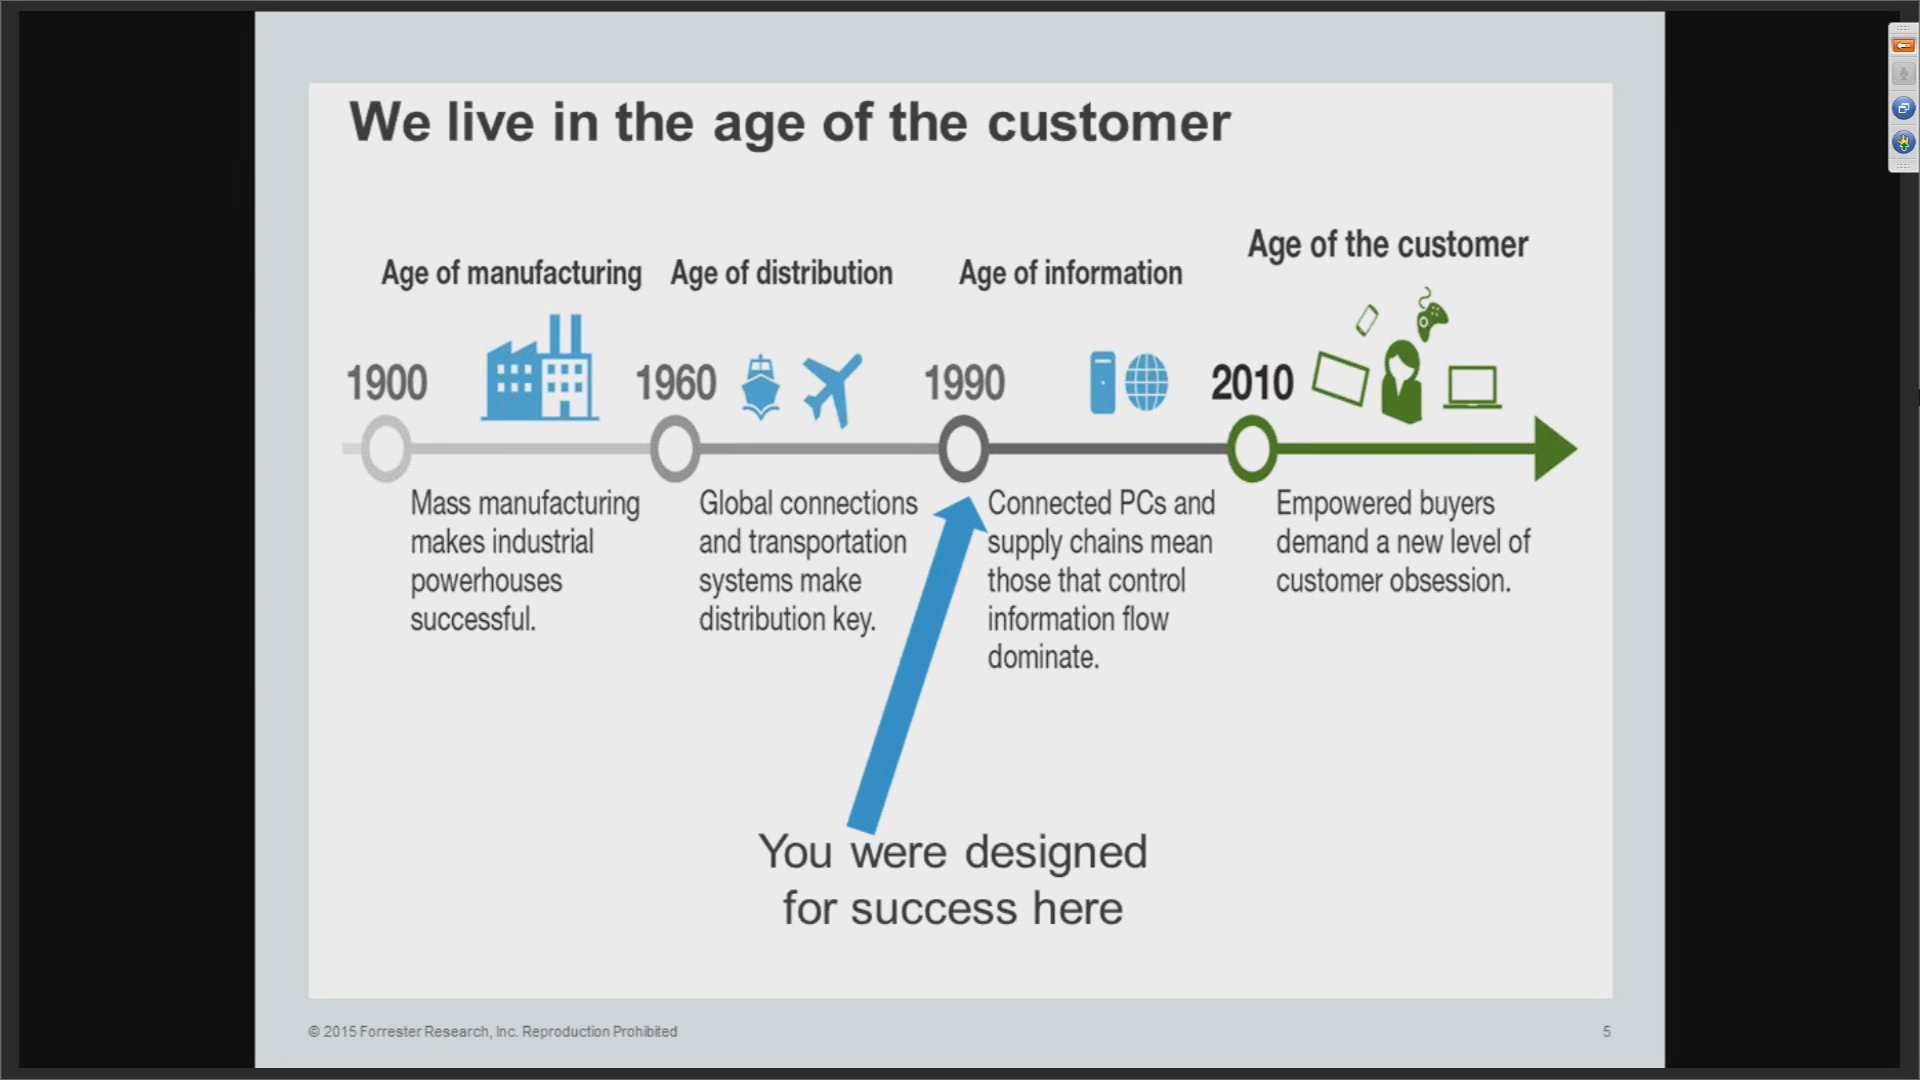 We live in the age of the customer
Age of manufacturing
Age of distribution
Age of information
Age of the customer
1900
1960
1990
2010
Mass manufacturing
makes industrial
powerhouses
successful.
Global connections
and transportation
systems make
distribution key.
Connected PCs and
supply chains mean
those that control
information flow
dominate.
Empowered buyers
demand a new level of
customer obsession.
You were designed
for success here
© 2015 Forrester Research, Inc. Reproduction Prohibited
5